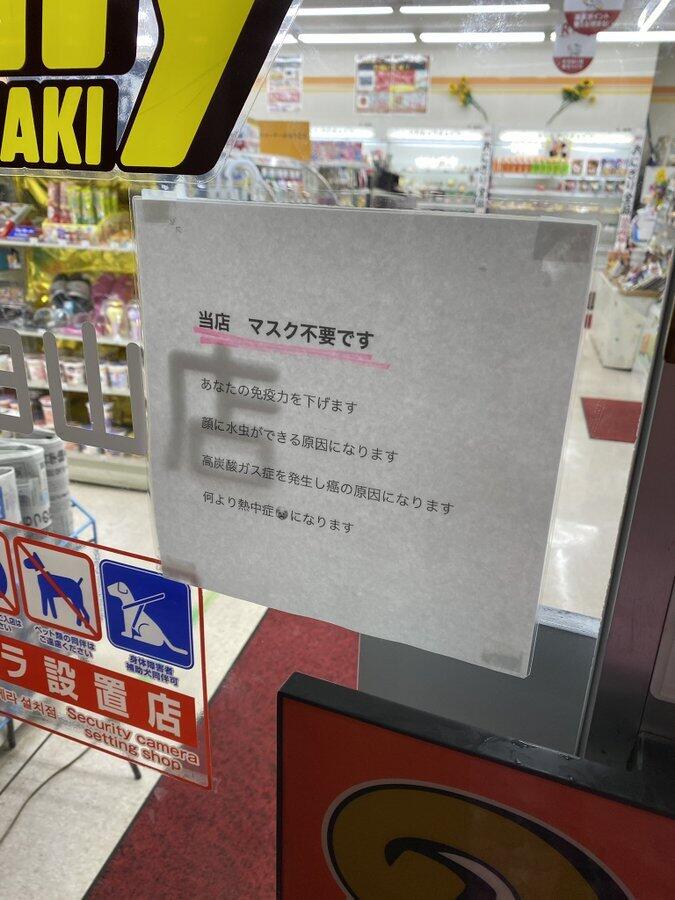 AKI
当店　マスク不要です
あなたの免疫力を下げます
顔に水虫ができる原因になります
高炭酸ガス症を発生し癌の原因になります
何より熱中症😹になります
店
山
ペット類の同伴は
ご遠慮ください
身体障害者
補助犬同伴可
ラ設置店
메라 설치점 Security camera
setting shop